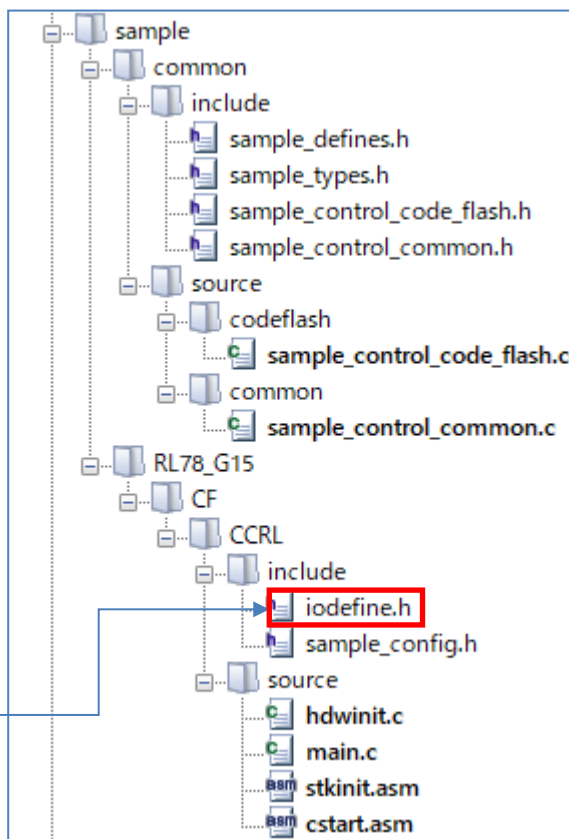 sample
common
include
sample_defines.h
sample_types.h
sample_control_code_flash.h
sample_control_common.h
source
codeflash
sample_control_code_flash.c
common
sample_control_common.c
RL78_G15
CF
CCRL
include
iodefine.h
sample_config.h
source
hdwinit.c
main.c
stkinit.asm
cstart.asm